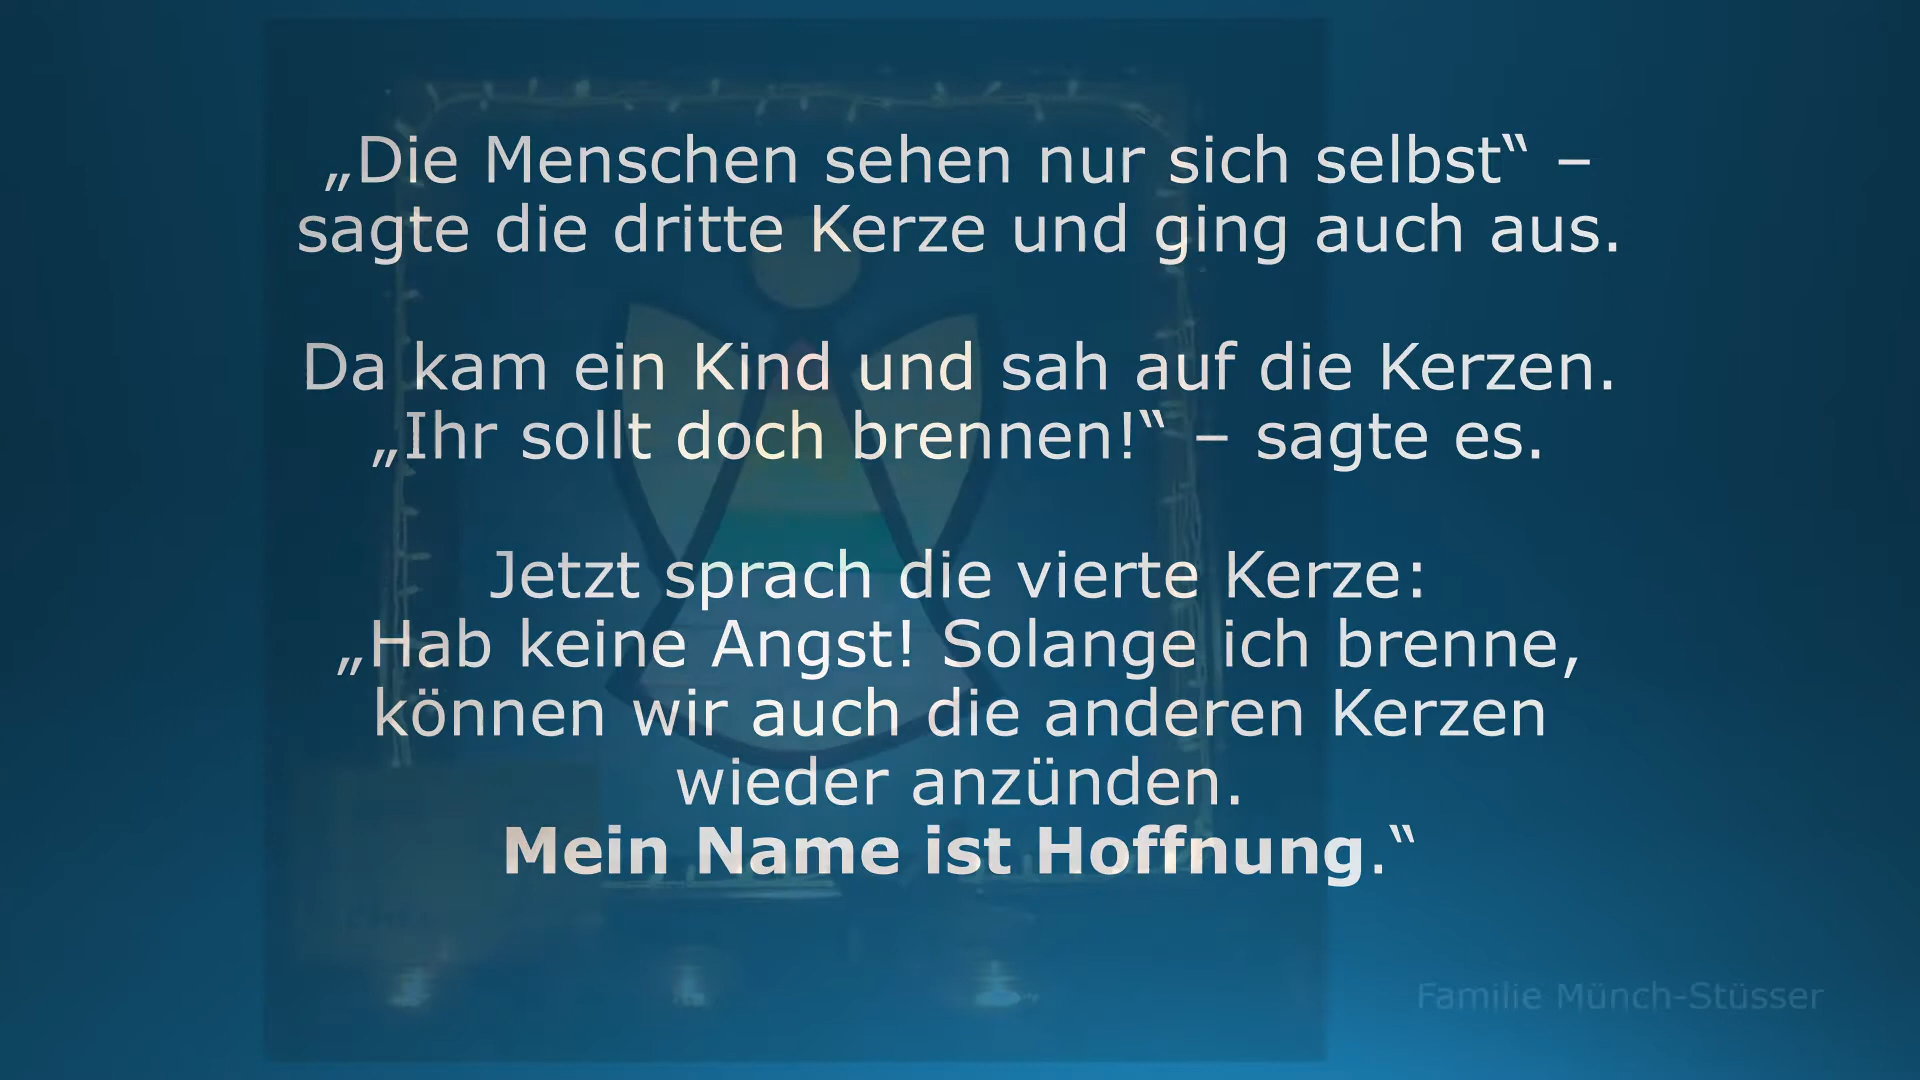 „Die Menschen sehen nur sich selbst“ –
sagte die dritte Kerze und ging auch aus.
Da kam ein Kind und sah auf die Kerzen.
„Ihr sollt doch brennen!“ – sagte es.
Jetzt sprach die vierte Kerze:
„Hab keine Angst! Solange ich brenne,
können wir auch die anderen Kerzen
wieder anzünden.
Mein Name ist Hoffnung.“
Familie Münch-Stüsser